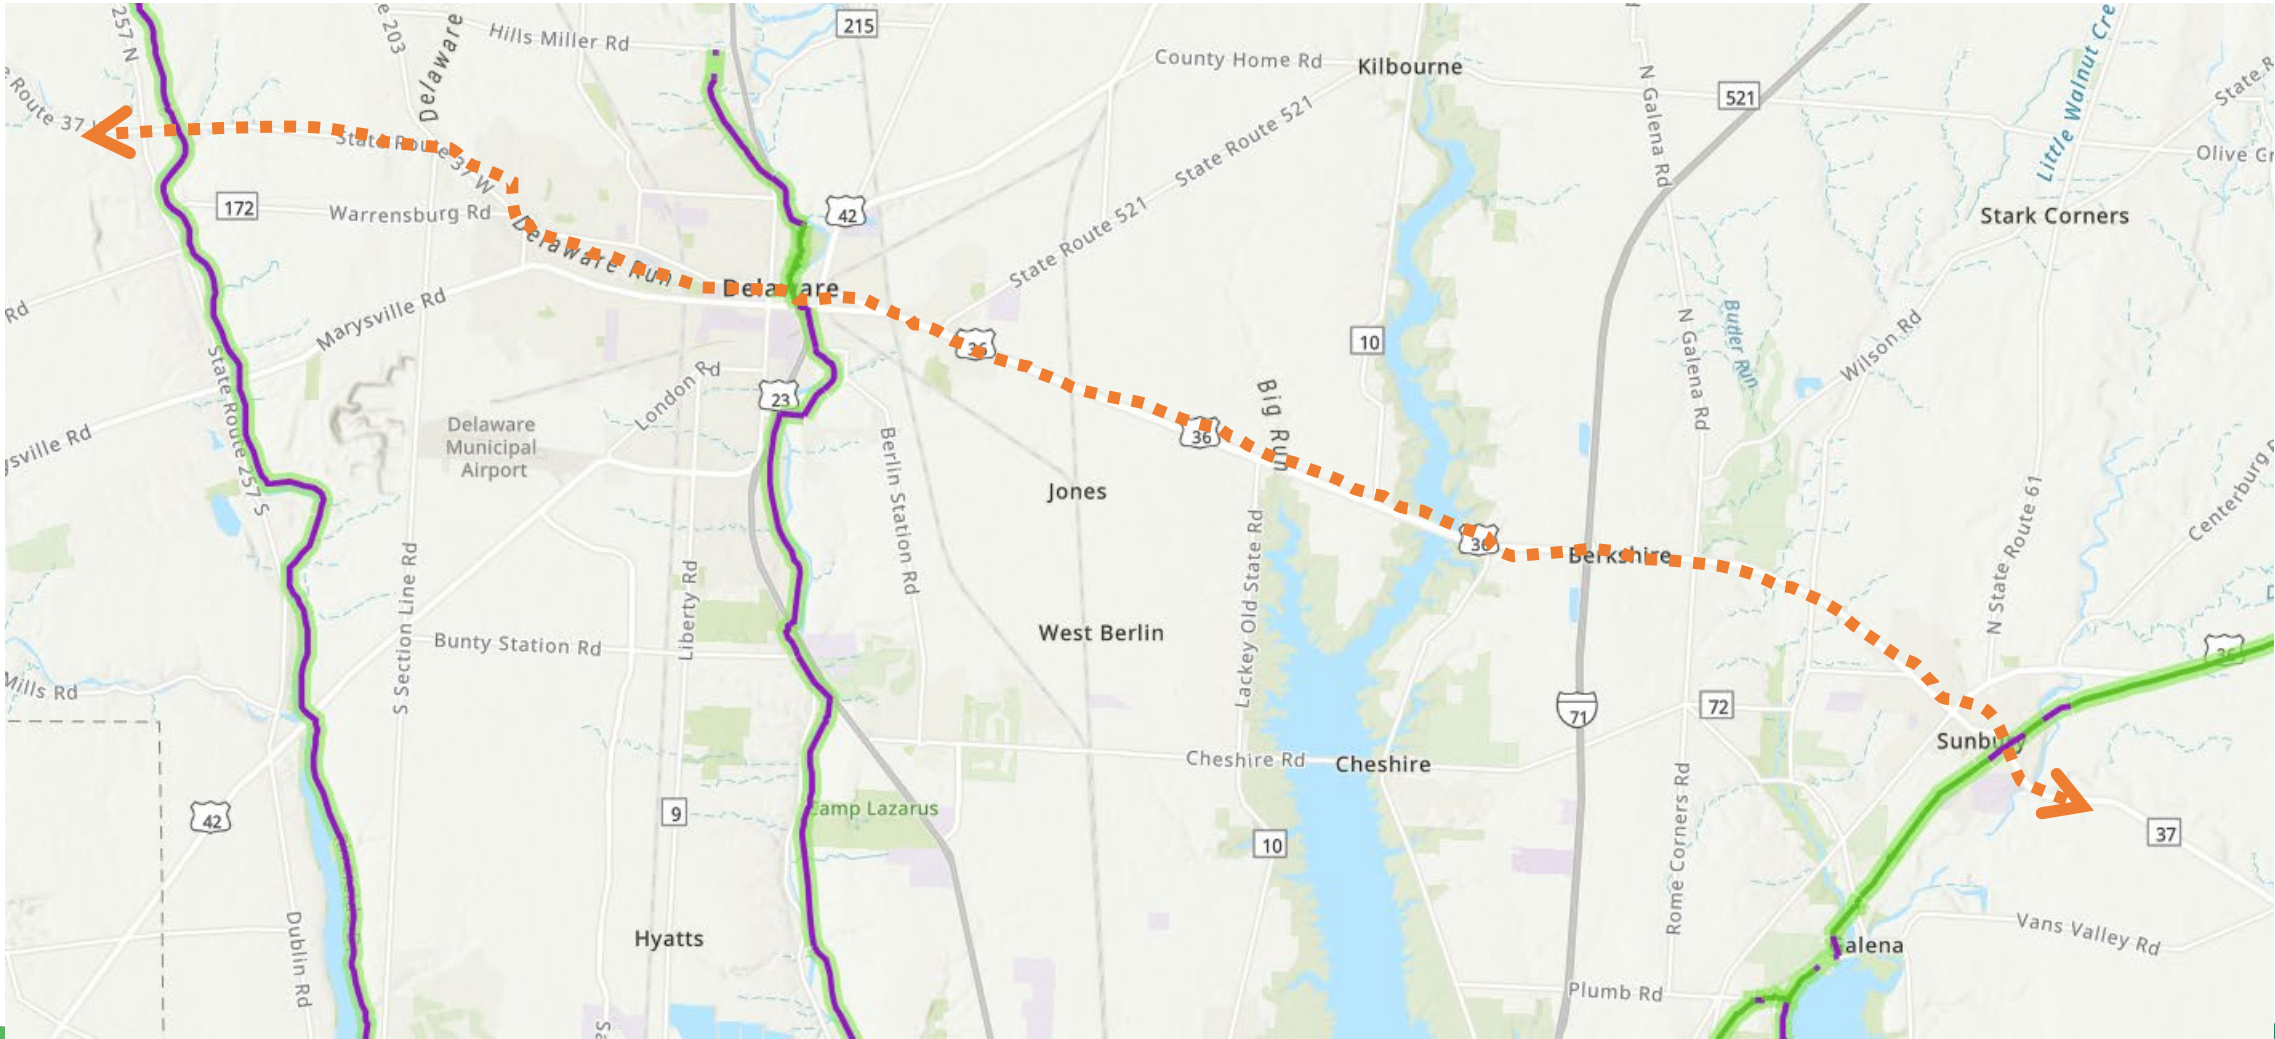 257 N
e 203
Delaware
Hills Miller Rd
215
County Home Rd
Kilbourne
521
Little Walnut Cre
State R
e Route 37
State Route 37 W
State Route 521
N Galena Rd
Olive Gr
172
Warrensburg Rd
Delaware Run
42
State Route 521
Stark Corners
Rd
Marysville Rd
Delaware
36
10
N Galena Rd
Butler Run
Wilson Rd
State Route 257 S
London Rd
23
Big Run
36
ysville Rd
Delaware
Municipal
Airport
Berlin Station Rd
Jones
Lackey Old State Rd
36
Berkshire
N State Route 61
Centerburg
S Section Line Rd
Liberty Rd
Bunty Station Rd
West Berlin
36
Mills Rd
71
72
Sunbury
Cheshire Rd
Cheshire
42
9
Camp Lazarus
10
Rome Corners Rd
37
Dublin Rd
Hyatts
alena
Vans Valley Rd
Plumb Rd